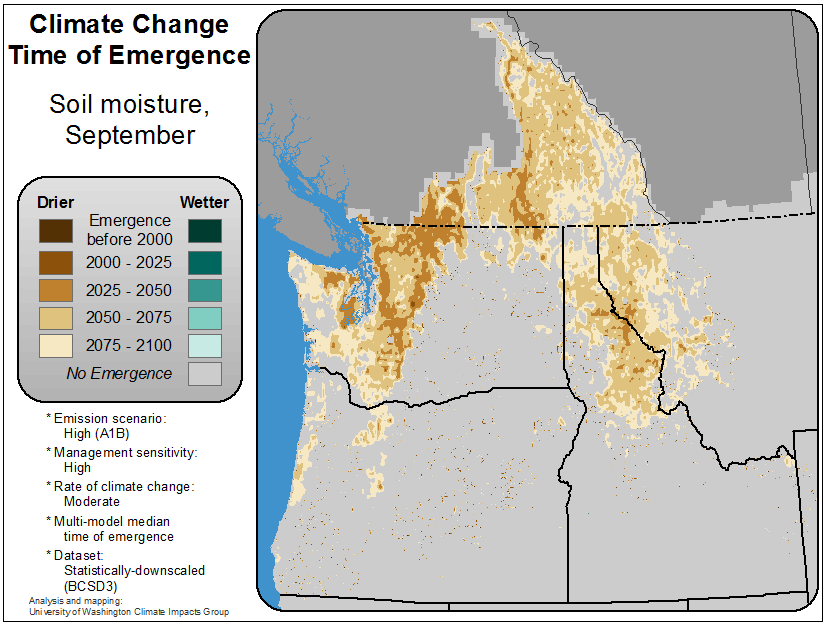 Climate Change
Time of Emergence
Soil moisture,
September
Drier Wetter
Emergence
before 2000
2000 - 2025
2025 - 2050
2050 - 2075
2075 - 2100
No Emergence
* Emission scenario:
High (A1B)
* Management sensitivity:
High
* Rate of climate change:
Moderate
* Multi-model median
time of emergence
* Dataset:
Statistically-downscaled
(BCSD3)
Analysis and mapping:
University of Washington Climate Impacts Group